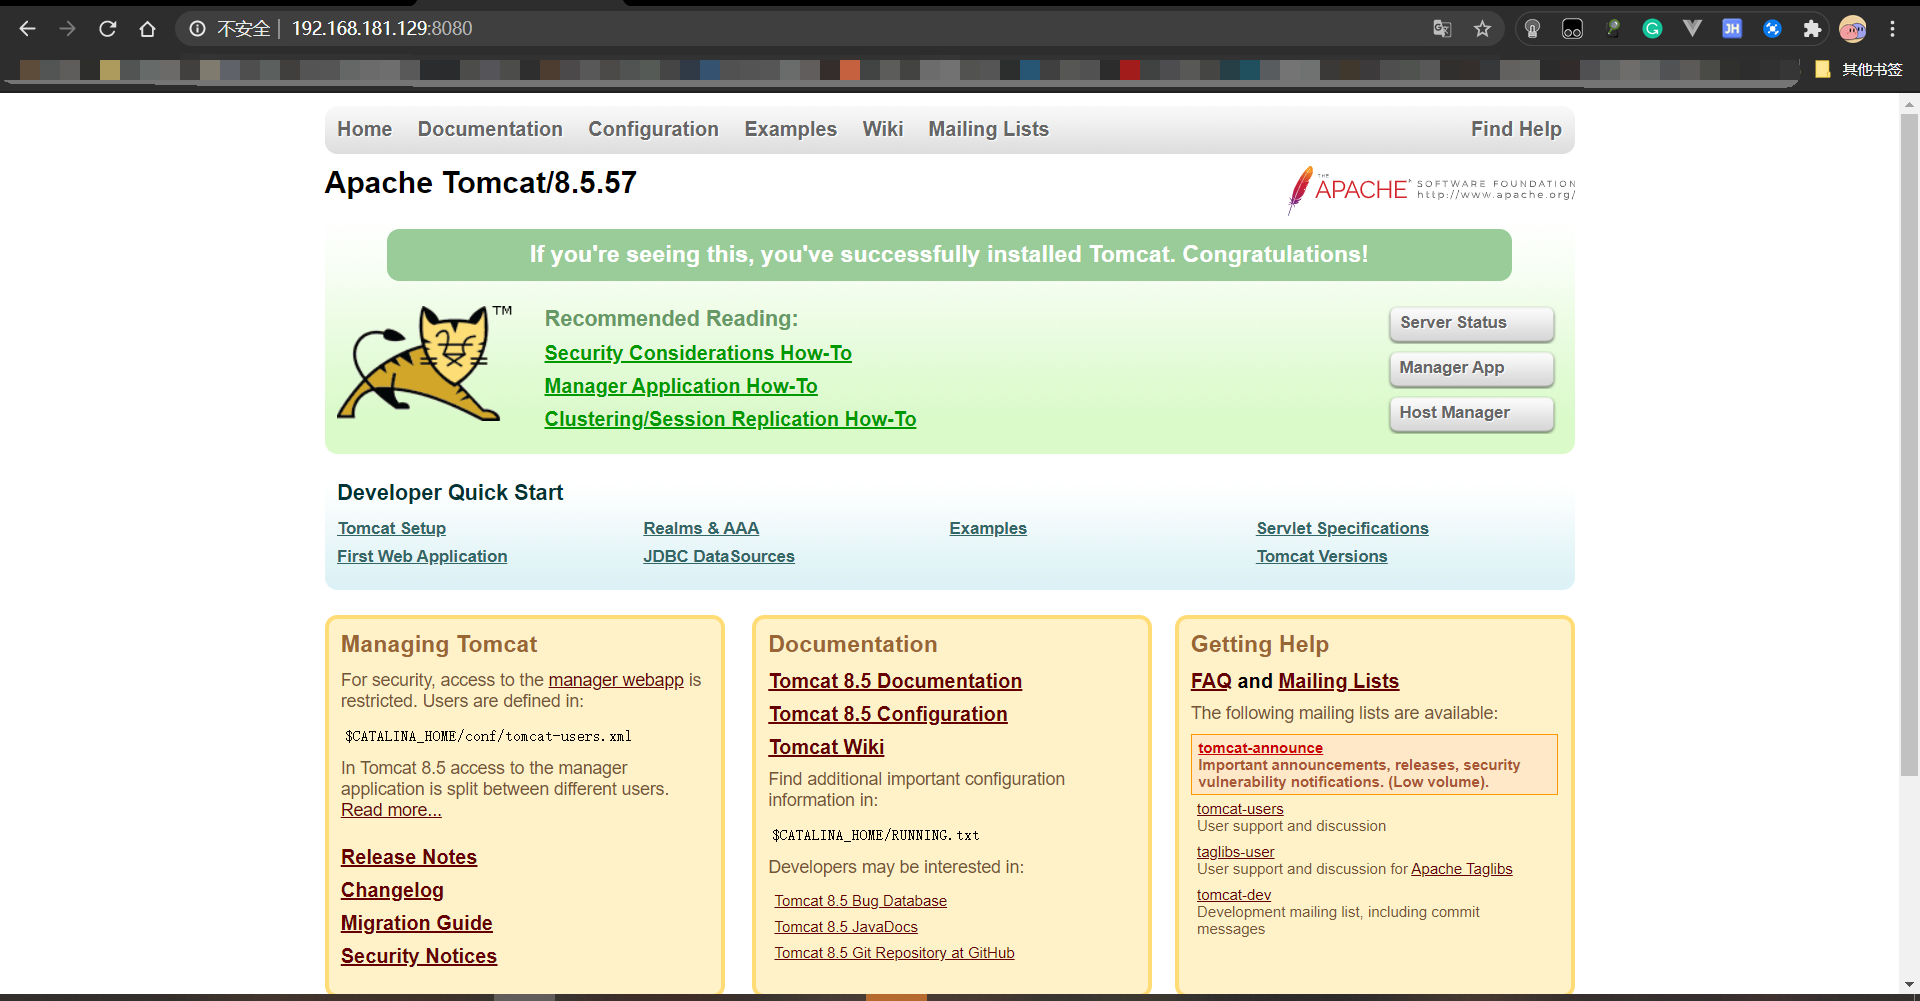 不安全 192.168.181.129:8080
其他书签
Home Documentation Configuration Examples Wiki Mailing Lists Find Help
Apache Tomcat/8.5.57
THE APACHE SOFTWARE FOUNDATION
http://www.apache.org/
If you're seeing this, you've successfully installed Tomcat. Congratulations!
TM
Recommended Reading:
Security Considerations How-To
Manager Application How-To
Clustering/Session Replication How-To
Server Status
Manager App
Host Manager
Developer Quick Start
Tomcat Setup
First Web Application
Realms & AAA
JDBC DataSources
Examples
Servlet Specifications
Tomcat Versions
Managing Tomcat
For security, access to the manager webapp is
restricted. Users are defined in:
$CATALINA_HOME/conf/tomcat-users.xml
In Tomcat 8.5 access to the manager
application is split between different users.
Read more...
Release Notes
Changelog
Migration Guide
Security Notices
Documentation
Tomcat 8.5 Documentation
Tomcat 8.5 Configuration
Tomcat Wiki
Find additional important configuration
information in:
$CATALINA_HOME/RUNNING.txt
Developers may be interested in:
Tomcat 8.5 Bug Database
Tomcat 8.5 JavaDocs
Tomcat 8.5 Git Repository at GitHub
Getting Help
FAQ and Mailing Lists
The following mailing lists are available:
tomcat-announce
Important announcements, releases, security
vulnerability notifications. (Low volume).
tomcat-users
User support and discussion
taglibs-user
User support and discussion for Apache Taglibs
tomcat-dev
Development mailing list, including commit
messages